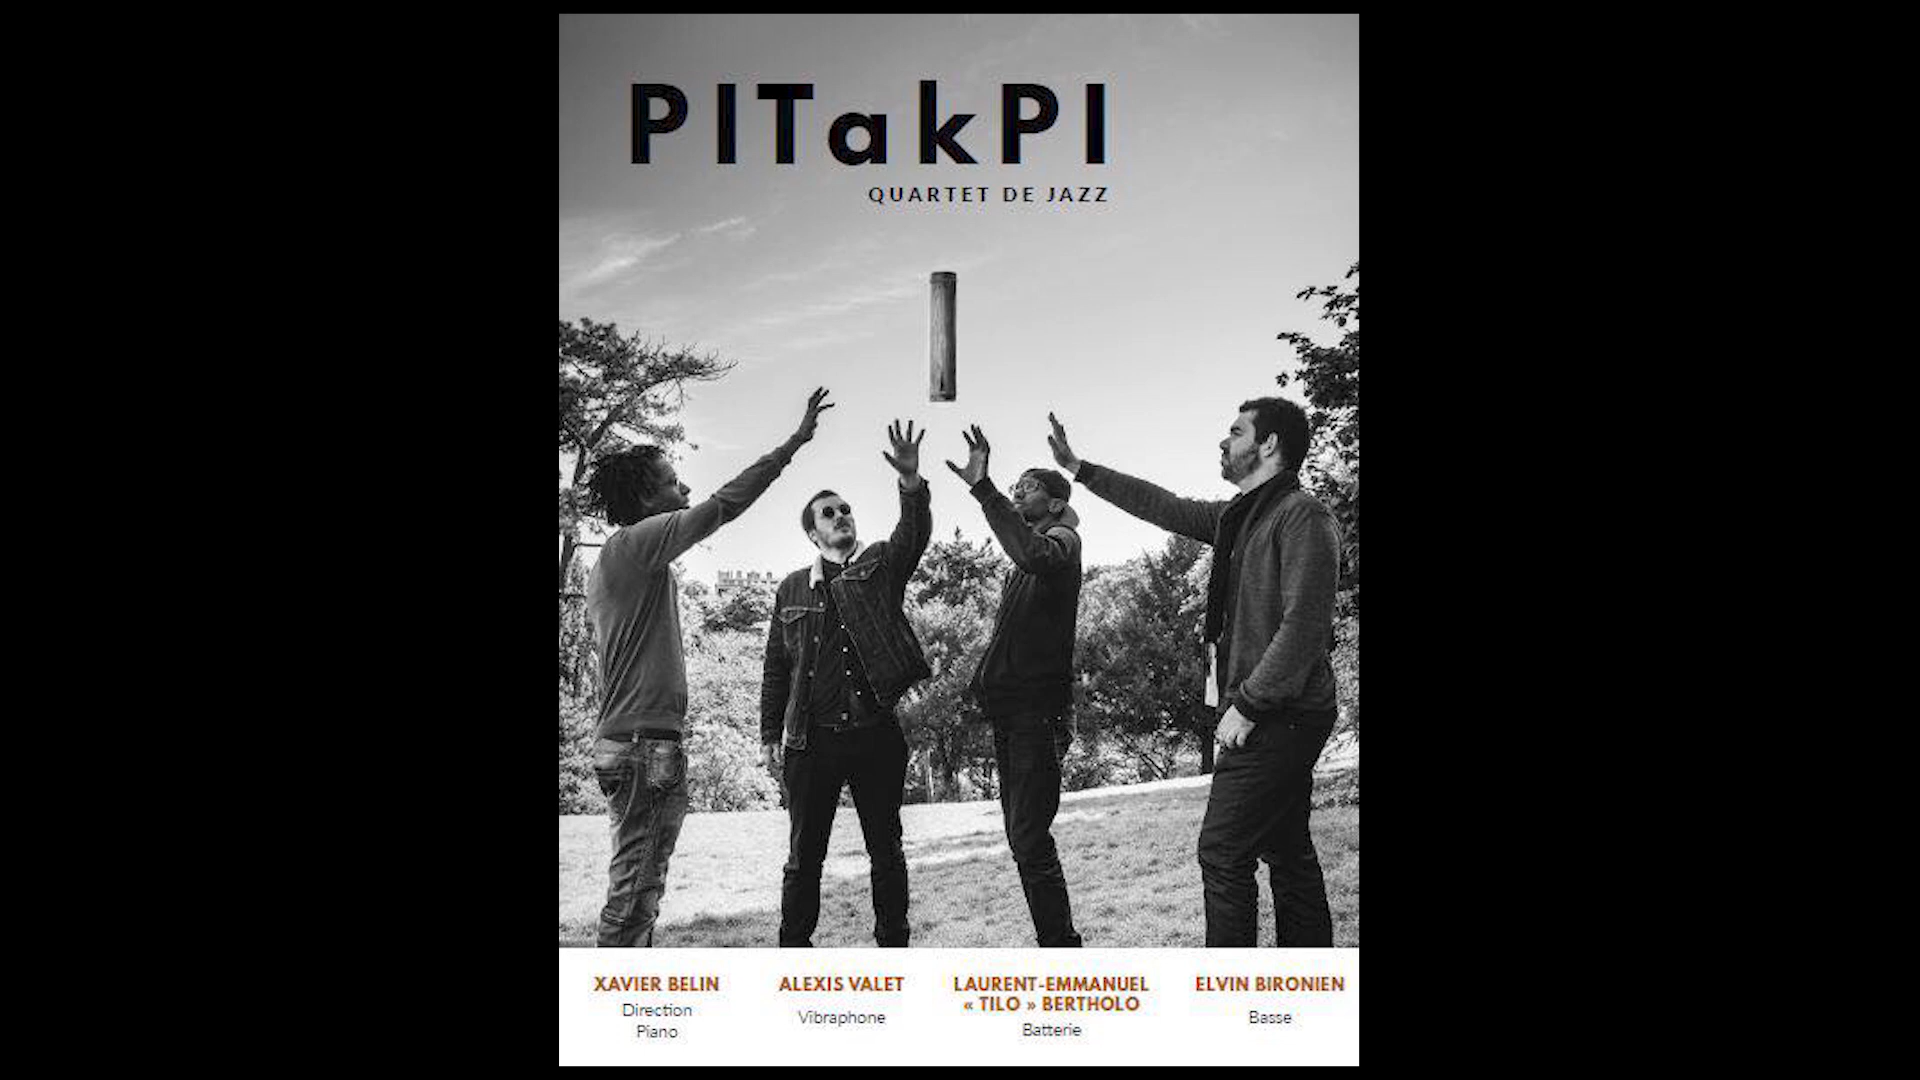 PITakPI
QUARTET DE JAZZ
XAVIER BELIN
Direction
Piano
ALEXIS VALET
Vibraphone
LAURENT-EMMANUEL
« TILO » BERTHOLO
Batterie
ELVIN BIRONIEN
Basse